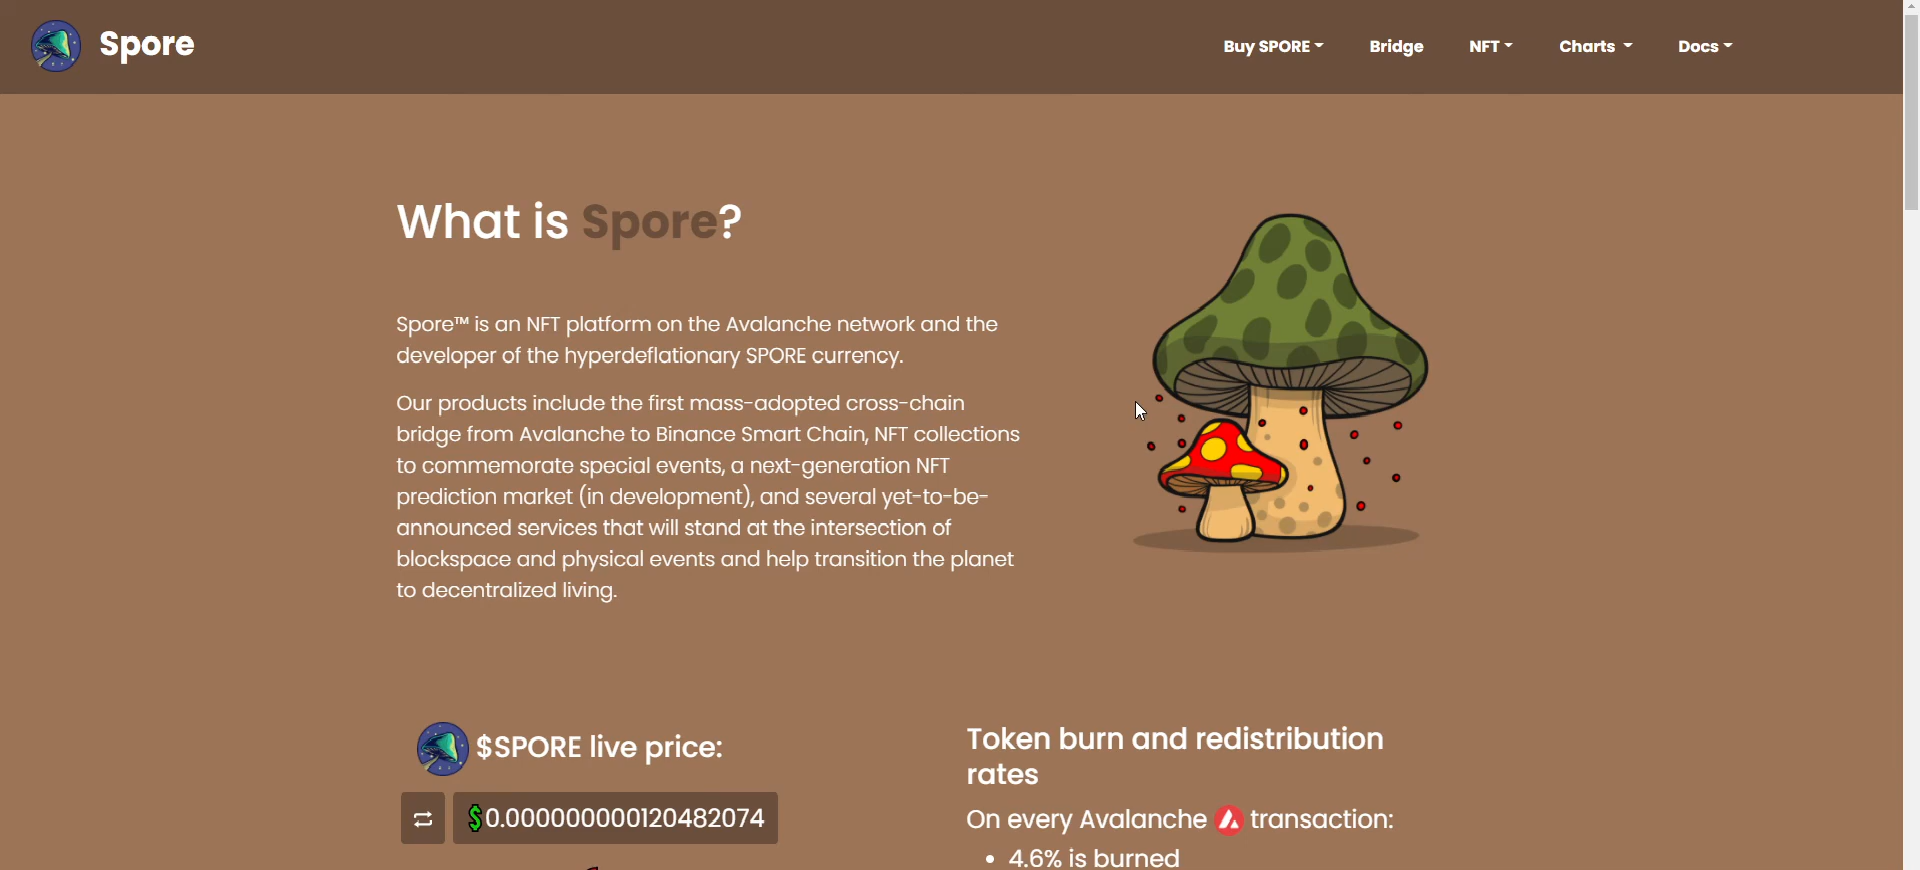 Spore
Buy SPORE
Bridge
NFT
Charts
Docs
What is Spore?
Spore™ is an NFT platform on the Avalanche network and the
developer of the hyperdeflationary SPORE currency.
Our products include the first mass-adopted cross-chain
bridge from Avalanche to Binance Smart Chain, NFT collections
to commemorate special events, a next-generation NFT
prediction market (in development), and several yet-to-be-
announced services that will stand at the intersection of
blockspace and physical events and help transition the planet
to decentralized living.
$SPORE live price:
$0.000000000120482074
Token burn and redistribution
rates
On every Avalanche transaction:
• 4.6% is burned